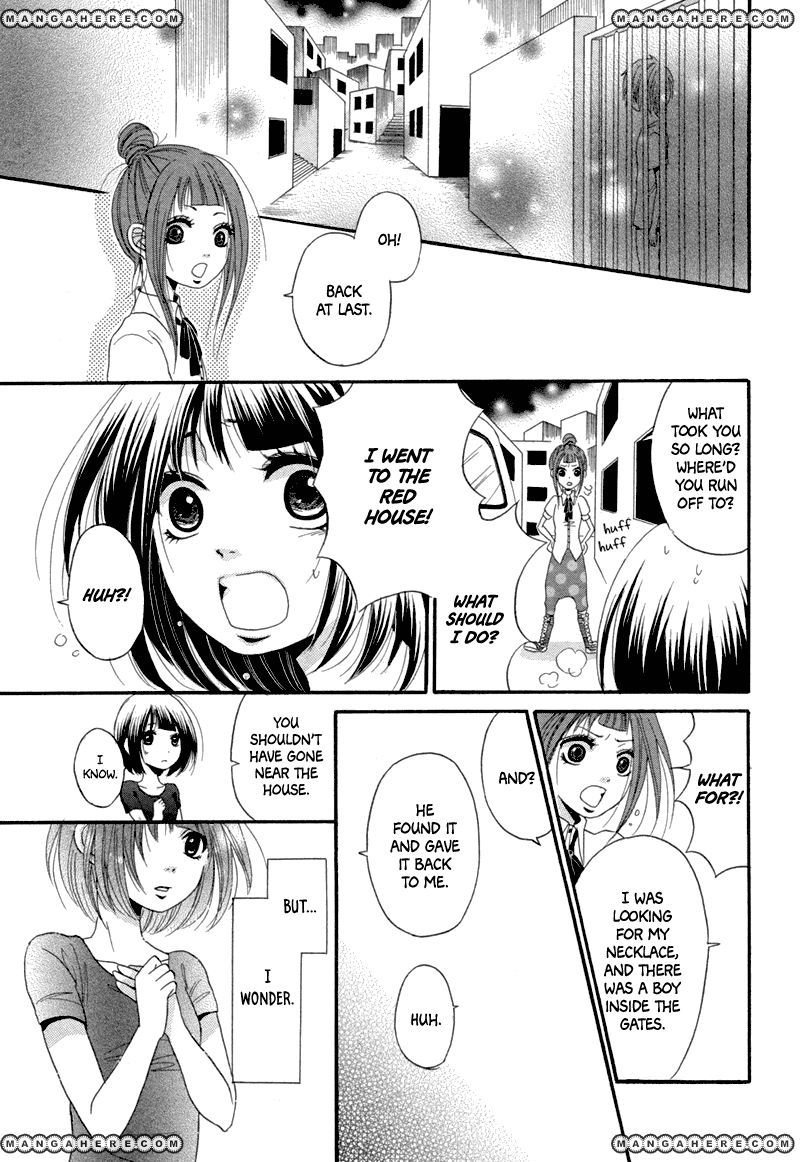 MANGAHERE.COM
MANGAHERE.COM
OH!
BACK
AT LAST.
WHAT
TOOK YOU
SO LONG?
WHERE'D
YOU RUN
OFF TO?
huff
huff
WHAT
SHOULD
I DO?
I WENT
TO THE
RED
HOUSE!
HUH?!
WHAT
FOR?!
I WAS
LOOKING
FOR MY
NECKLACE,
AND THERE
WAS A BOY
INSIDE THE
GATES.
AND?
HE
FOUND IT
AND GAVE
IT BACK
TO ME.
HUH.
YOU
SHOULDN'T
HAVE GONE
NEAR THE
HOUSE.
I
KNOW.
BUT...
I
WONDER.
MANGAHERE.COM
MANGAHERE.COM